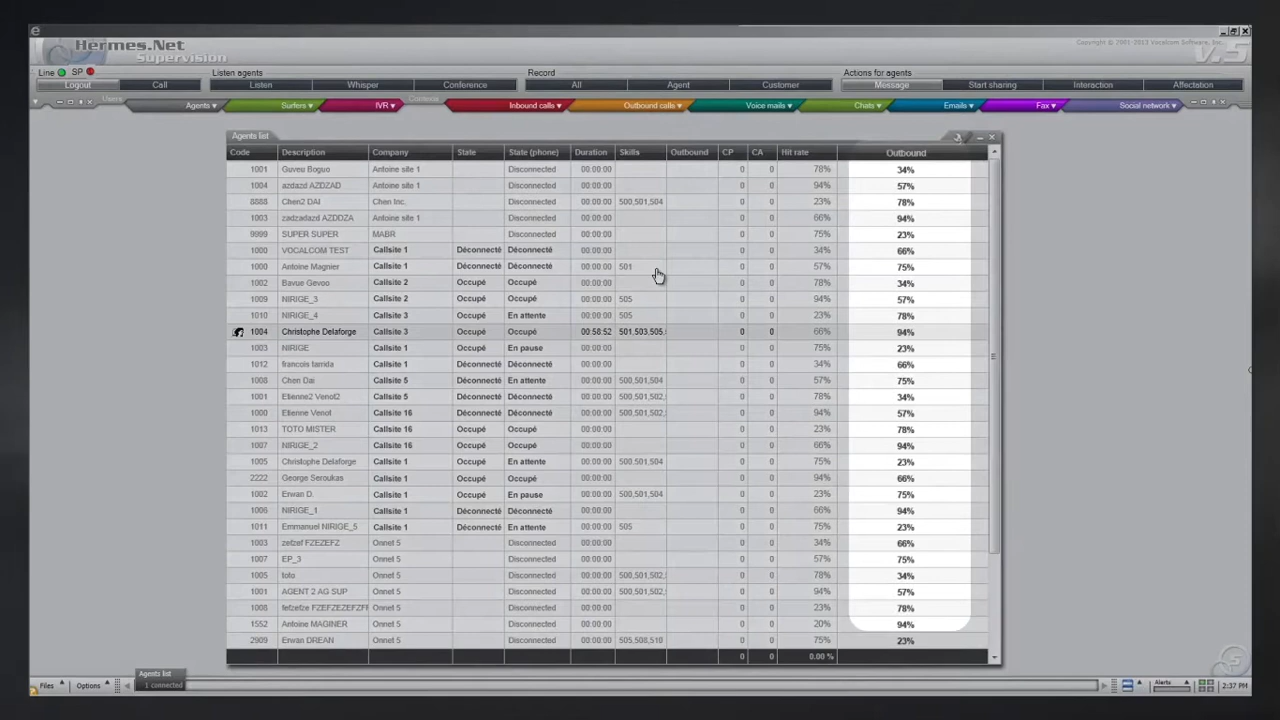 Hermes.Net
Supervision
Copyright © 2001-2013 Vocalcom Software, Inc.
V.5
Line SP Listen agents Record Actions for agents
Logout Call Listen Whisper Conference All Agent Customer Message Start sharing Interaction Affectation
Users Agents Surfers IVR Contacts Inbound calls Outbound calls Voice mails Chats Emails Fax Social network
Agents list
Code Description Company State State (phone) Duration Skills Outbound CP CA Hit rate Outbound
1001 Guveu Boguo Antoine site 1 Disconnected 00:00:00 0 0 78% 34%
1004 azdazd AZDZAD Antoine site 1 Disconnected 00:00:00 0 0 94% 57%
8888 Chen2 DAI Chen Inc. Disconnected 00:00:00 500,501,504 0 0 23% 78%
1003 zadzadazd AZDDZA Antoine site 1 Disconnected 00:00:00 0 0 66% 94%
9999 SUPER SUPER MABR Disconnected 00:00:00 0 0 75% 23%
1000 VOCALCOM TEST Callsite 1 Déconnecté Déconnecté 00:00:00 0 0 34% 66%
1000 Antoine Magnier Callsite 1 Déconnecté Déconnecté 00:00:00 501 0 0 57% 75%
1002 Bavue Gevoo Callsite 2 Occupé Occupé 00:00:00 0 0 78% 34%
1009 NIRIGE_3 Callsite 2 Occupé Occupé 00:00:00 505 0 0 94% 57%
1010 NIRIGE_4 Callsite 3 Occupé En attente 00:00:00 505 0 0 23% 78%
1004 Christophe Delaforge Callsite 3 Occupé Occupé 00:58:52 501,503,505, 0 0 66% 94%
1003 NIRIGE Callsite 1 Occupé En pause 00:00:00 0 0 75% 23%
1012 francois tarrida Callsite 1 Déconnecté Déconnecté 00:00:00 0 0 34% 66%
1008 Chen Dai Callsite 5 Déconnecté En attente 00:00:00 500,501,504 0 0 57% 75%
1001 Etienne2 Venot2 Callsite 5 Déconnecté Déconnecté 00:00:00 500,501,502, 0 0 78% 34%
1000 Etienne Venot Callsite 16 Déconnecté Déconnecté 00:00:00 500,501,502, 0 0 94% 57%
1013 TOTO MISTER Callsite 16 Occupé Occupé 00:00:00 0 0 23% 78%
1007 NIRIGE_2 Callsite 16 Occupé Occupé 00:00:00 0 0 66% 94%
1005 Christophe Delaforge Callsite 1 Occupé En attente 00:00:00 500,501,504 0 0 75% 23%
2222 George Seroukas Callsite 1 Occupé Occupé 00:00:00 0 0 94% 66%
1002 Erwan D. Callsite 1 Occupé En pause 00:00:00 500,501,504 0 0 23% 75%
1006 NIRIGE_1 Callsite 1 Déconnecté Déconnecté 00:00:00 0 0 66% 94%
1011 Emmanuel NIRIGE_5 Callsite 1 Déconnecté En attente 00:00:00 505 0 0 75% 23%
1003 zefzef FZEZEFZ Onnet 5 Disconnected 00:00:00 0 0 34% 66%
1007 EP_3 Onnet 5 Disconnected 00:00:00 0 0 57% 75%
1005 toto Onnet 5 Disconnected 00:00:00 500,501,502, 0 0 78% 34%
1001 AGENT 2 AG SUP Onnet 5 Disconnected 00:00:00 500,501,502, 0 0 94% 57%
1008 fefzefze FZEFZEZEFZFF Onnet 5 Disconnected 00:00:00 0 0 23% 78%
1552 Antoine MAGINER Onnet 5 Disconnected 00:00:00 0 0 20% 94%
2909 Erwan DREAN Onnet 5 Disconnected 00:00:00 505,508,510 0 0 75% 23%
0 0 0.00 %
Agents list
1 connected
Files Options Alerts 2:37 PM